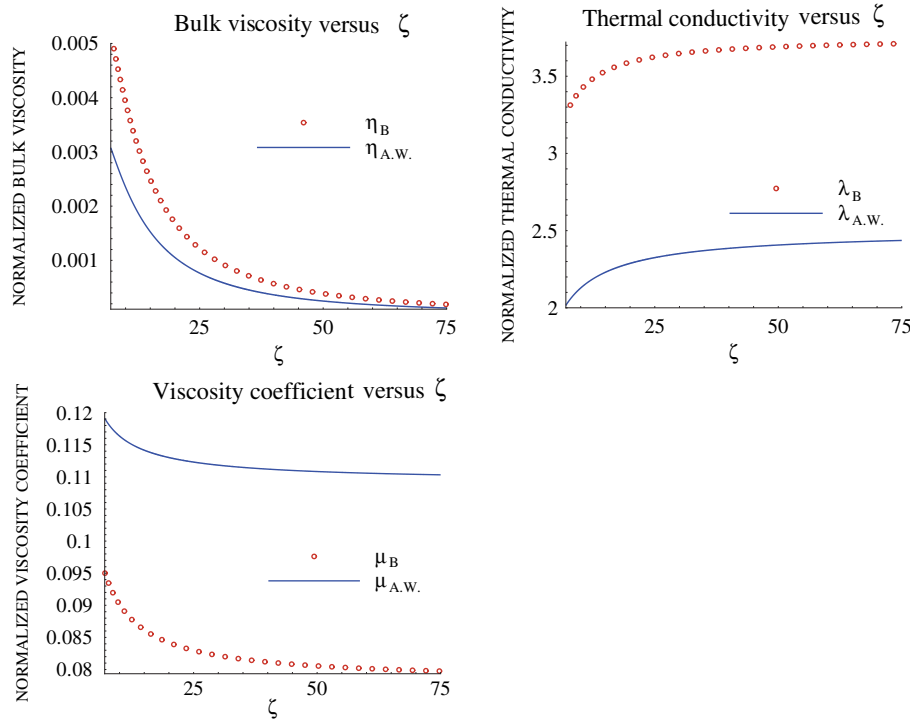 Bulk viscosity versus ζ
NORMALIZED BULK VISCOSITY
0.005
0.004
0.003
0.002
0.001
η_B
η_A.W.
25
50
75
ζ
Thermal conductivity versus ζ
NORMALIZED THERMAL CONDUCTIVITY
3.5
3
2.5
2
λ_B
λ_A.W.
25
50
75
ζ
Viscosity coefficient versus ζ
NORMALIZED VISCOSITY COEFFICIENT
0.12
0.115
0.11
0.105
0.1
0.095
0.09
0.085
0.08
μ_B
μ_A.W.
25
50
75
ζ